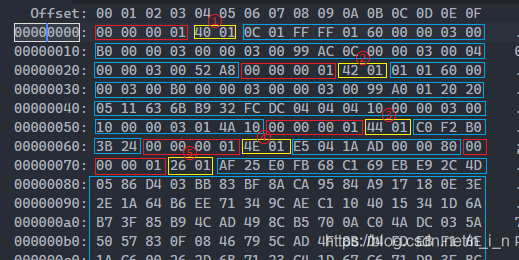 Offset: 00 01 02 03 04 05 06 07 08 09 0A 0B 0C 0D 0E 0F
①
00000000: 00 00 00 01 40 01 0C 01 FF FF 01 60 00 00 03 00
00000010: B0 00 00 03 00 00 03 00 99 AC 0C 00 00 03 00 04
②
00000020: 00 00 03 00 52 A8 00 00 00 01 42 01 01 01 60 00
00000030: 00 03 00 B0 00 00 03 00 00 03 00 99 A0 01 20 20
00000040: 05 11 63 6B B9 32 FC DC 04 04 04 10 00 00 03 00
③
00000050: 10 00 00 03 01 4A 10 00 00 00 01 44 01 C0 F2 B0
④
00000060: 3B 24 00 00 00 01 4E 01 E5 04 1A AD 00 00 80 00
⑤
00000070: 00 00 01 26 01 AF 25 E0 FB 68 C1 69 EB E9 2C 4D
00000080: 05 86 D4 03 BB 83 BF 8A CA 95 84 A9 17 18 0E 3E
00000090: 2E 1A 64 B6 EE 71 34 9C AE C1 10 40 15 34 1D 6A
000000a0: B7 3F 85 B9 4C AD 49 8C B5 70 0A C0 4A DC 03 5A
000000b0: 50 57 83 0F 08 46 79 5C AD